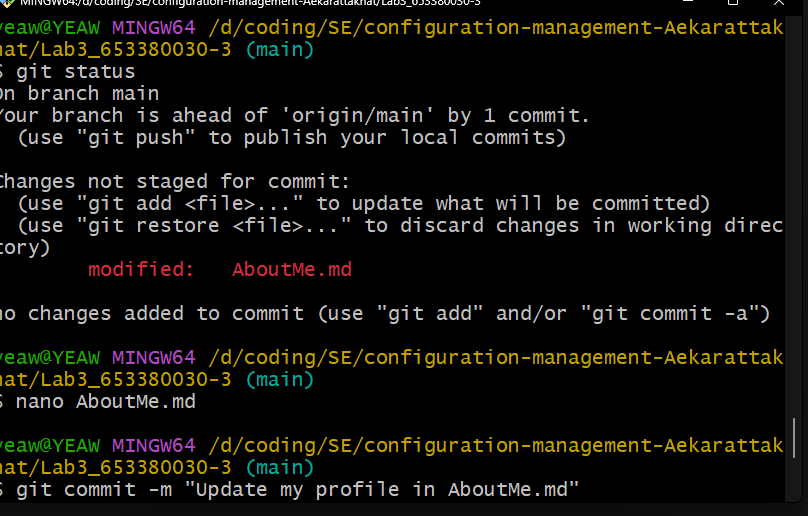 MINGW64:/d/coding/SE/configuration-management-Aekarattakhat/Lab3_653380030-3
yeaw@YEAW MINGW64 /d/coding/SE/configuration-management-Aekarattak
hat/Lab3_653380030-3 (main)
$ git status
On branch main
Your branch is ahead of 'origin/main' by 1 commit.
  (use "git push" to publish your local commits)
Changes not staged for commit:
  (use "git add <file>..." to update what will be committed)
  (use "git restore <file>..." to discard changes in working direc
tory)
        modified:   AboutMe.md
no changes added to commit (use "git add" and/or "git commit -a")
yeaw@YEAW MINGW64 /d/coding/SE/configuration-management-Aekarattak
hat/Lab3_653380030-3 (main)
$ nano AboutMe.md
yeaw@YEAW MINGW64 /d/coding/SE/configuration-management-Aekarattak
hat/Lab3_653380030-3 (main)
$ git commit -m "Update my profile in AboutMe.md"